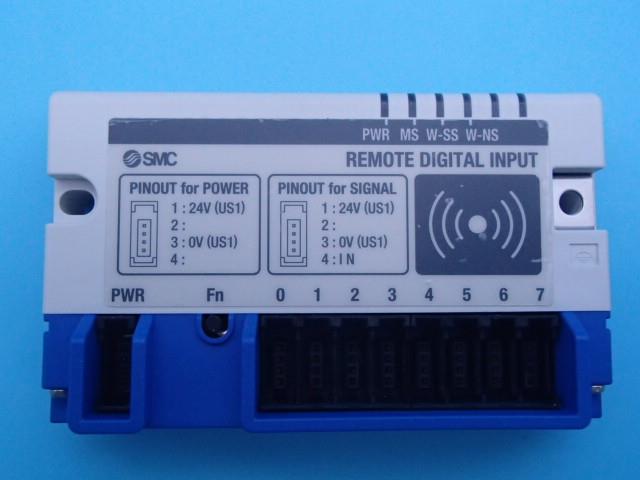 PWR MS W-SS W-NS
SMC REMOTE DIGITAL INPUT
PINOUT for POWER
1 : 24V (US1)
2 :
3 : 0V (US1)
4 :
PINOUT for SIGNAL
1 : 24V (US1)
2 :
3 : 0V (US1)
4 : IN
PWR Fn 0 1 2 3 4 5 6 7